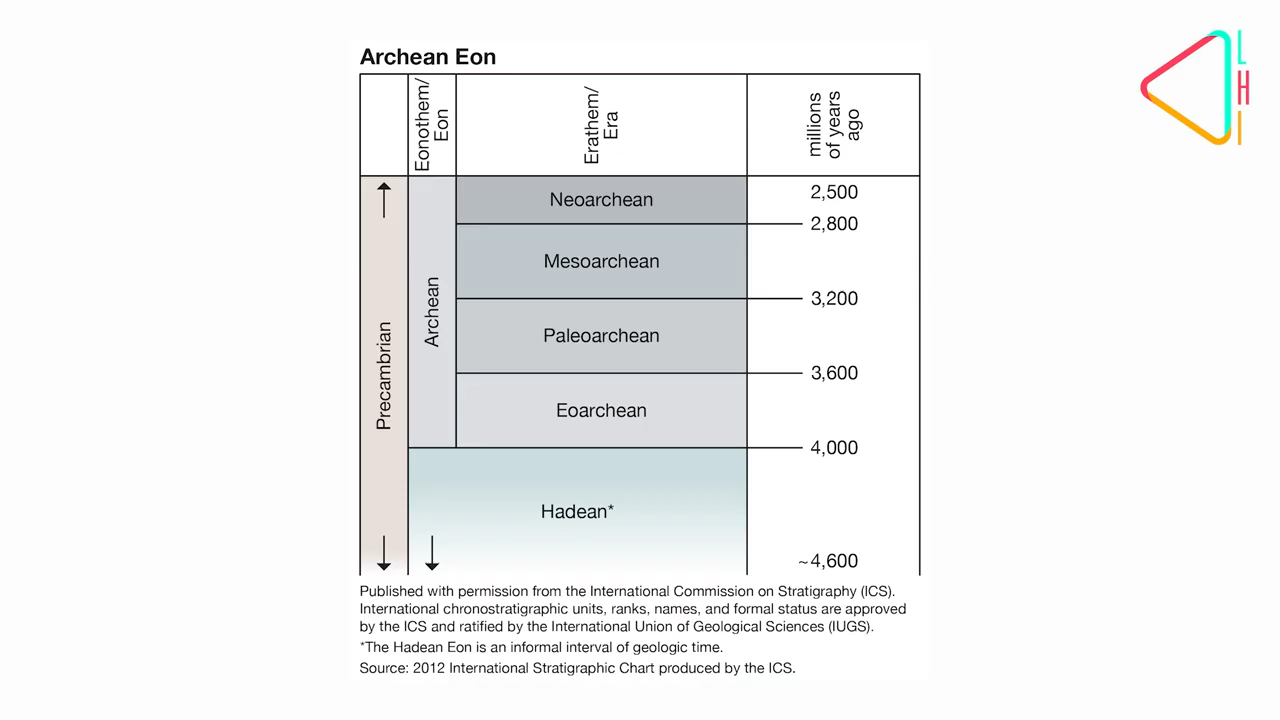 Archean Eon
Eonothem/
Eon
Erathem/
Era
millions
of years
ago
Precambrian
Archean
Neoarchean
2,500
2,800
Mesoarchean
3,200
Paleoarchean
3,600
Eoarchean
4,000
Hadean*
~4,600
Published with permission from the International Commission on Stratigraphy (ICS).
International chronostratigraphic units, ranks, names, and formal status are approved
by the ICS and ratified by the International Union of Geological Sciences (IUGS).
*The Hadean Eon is an informal interval of geologic time.
Source: 2012 International Stratigraphic Chart produced by the ICS.
L
H
I